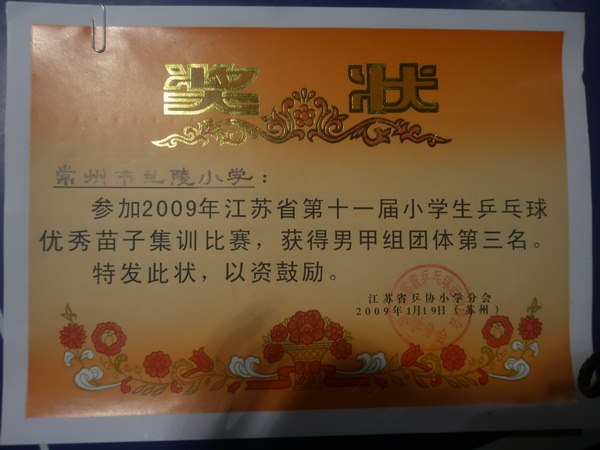 奖 状
常州市兰陵小学：
参加2009年江苏省第十一届小学生乒乓球
优秀苗子集训比赛，获得男甲组团体第三名。
特发此状，以资鼓励。
江苏省乒协小学分会
2009年1月19日（苏州）